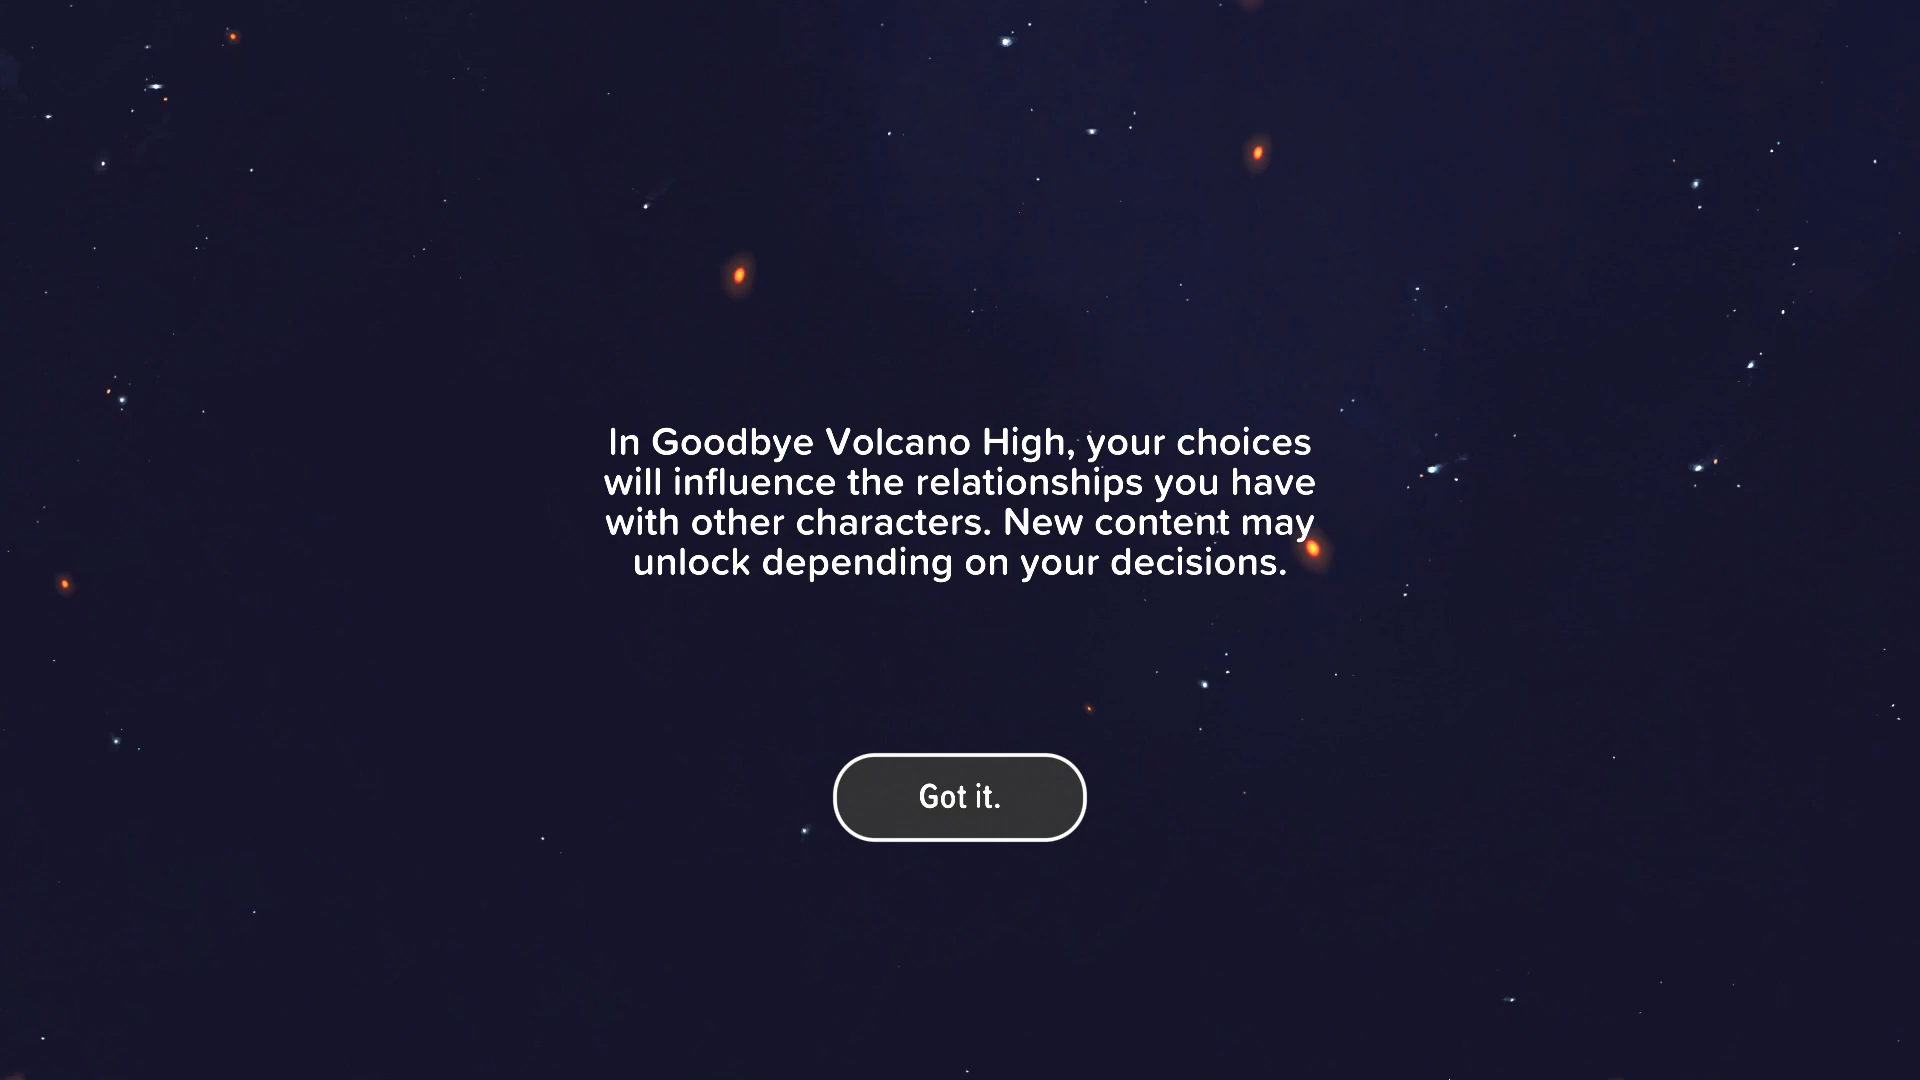 In Goodbye Volcano High, your choices
will influence the relationships you have
with other characters. New content may
unlock depending on your decisions.
Got it.